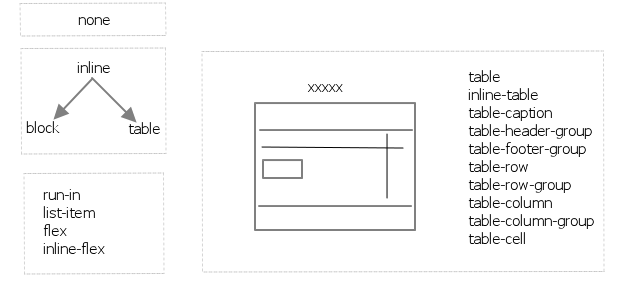 none
inline
block
table
run-in
list-item
flex
inline-flex
xxxxx
table
inline-table
table-caption
table-header-group
table-footer-group
table-row
table-row-group
table-column
table-column-group
table-cell